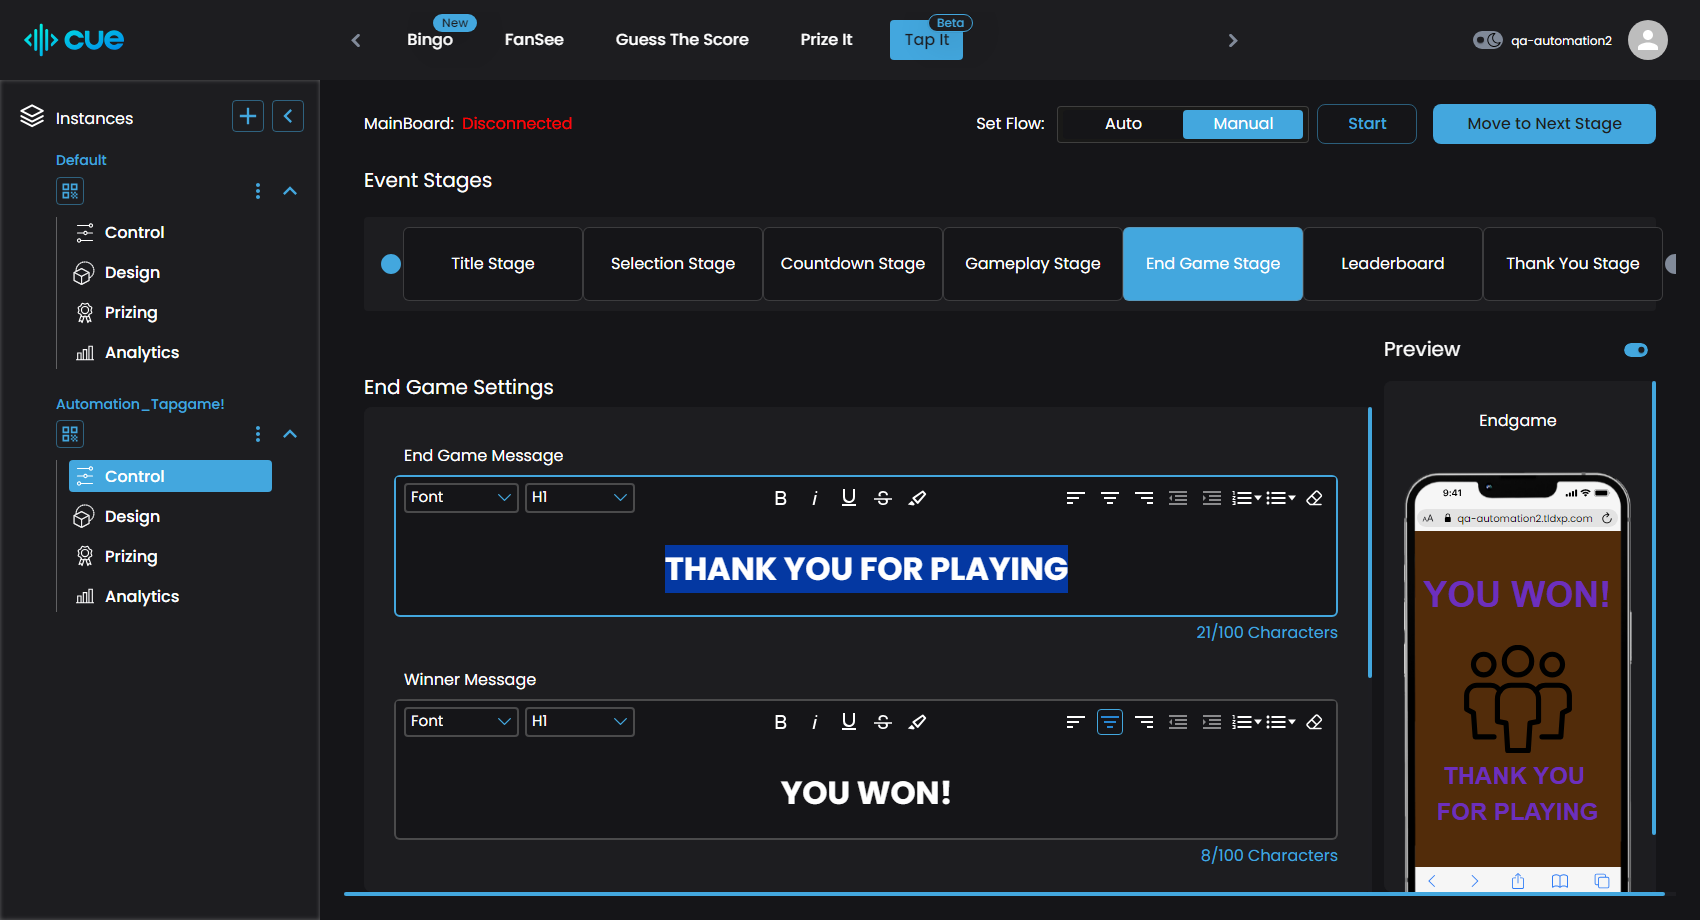 cue
Bingo
New
FanSee
Guess The Score
Prize It
Tap It
Beta
qa-automation2
Instances
Default
Control
Design
Prizing
Analytics
Automation_Tapgame!
Control
Design
Prizing
Analytics
MainBoard: Disconnected
Set Flow:
Auto
Manual
Start
Move to Next Stage
Event Stages
Title Stage
Selection Stage
Countdown Stage
Gameplay Stage
End Game Stage
Leaderboard
Thank You Stage
End Game Settings
End Game Message
Font
H1
B i U S
THANK YOU FOR PLAYING
21/100 Characters
Winner Message
Font
H1
B i U S
YOU WON!
8/100 Characters
Preview
Endgame
9:41
AA qa-automation2.tldxp.com
YOU WON!
THANK YOU
FOR PLAYING